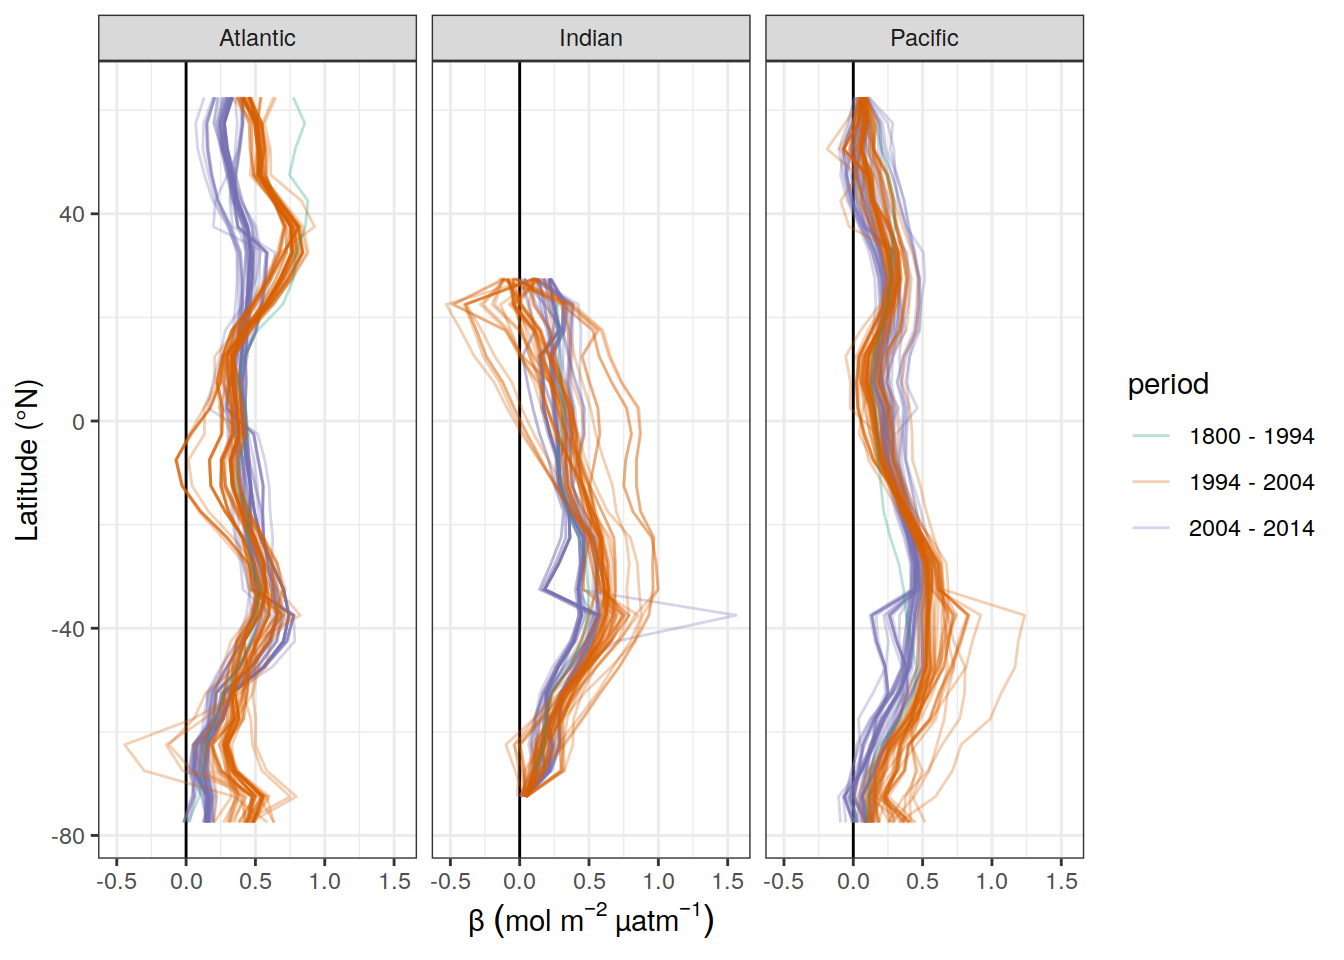 Atlantic Indian Pacific
Latitude (°N)
40
0
-40
-80
-0.5 0.0 0.5 1.0 1.5 -0.5 0.0 0.5 1.0 1.5 -0.5 0.0 0.5 1.0 1.5
β (mol m⁻² µatm⁻¹)
period
1800 - 1994
1994 - 2004
2004 - 2014